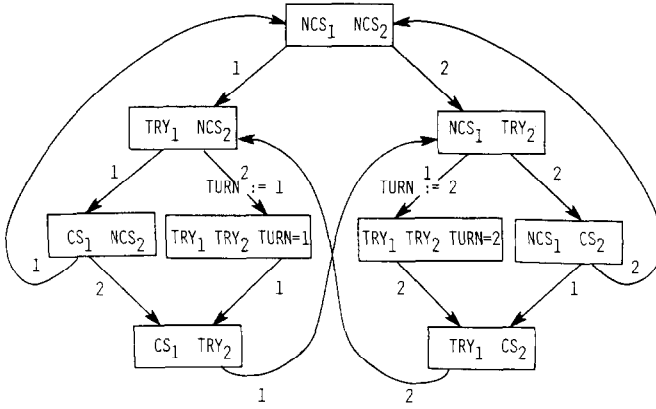 NCS₁ NCS₂
1 2
TRY₁ NCS₂ NCS₁ TRY₂
1 2 1 2
TURN := 1 TURN := 2
CS₁ NCS₂ TRY₁ TRY₂ TURN=1 TRY₁ TRY₂ TURN=2 NCS₁ CS₂
1 2 1 2 1 2
CS₁ TRY₂ TRY₁ CS₂
1 2